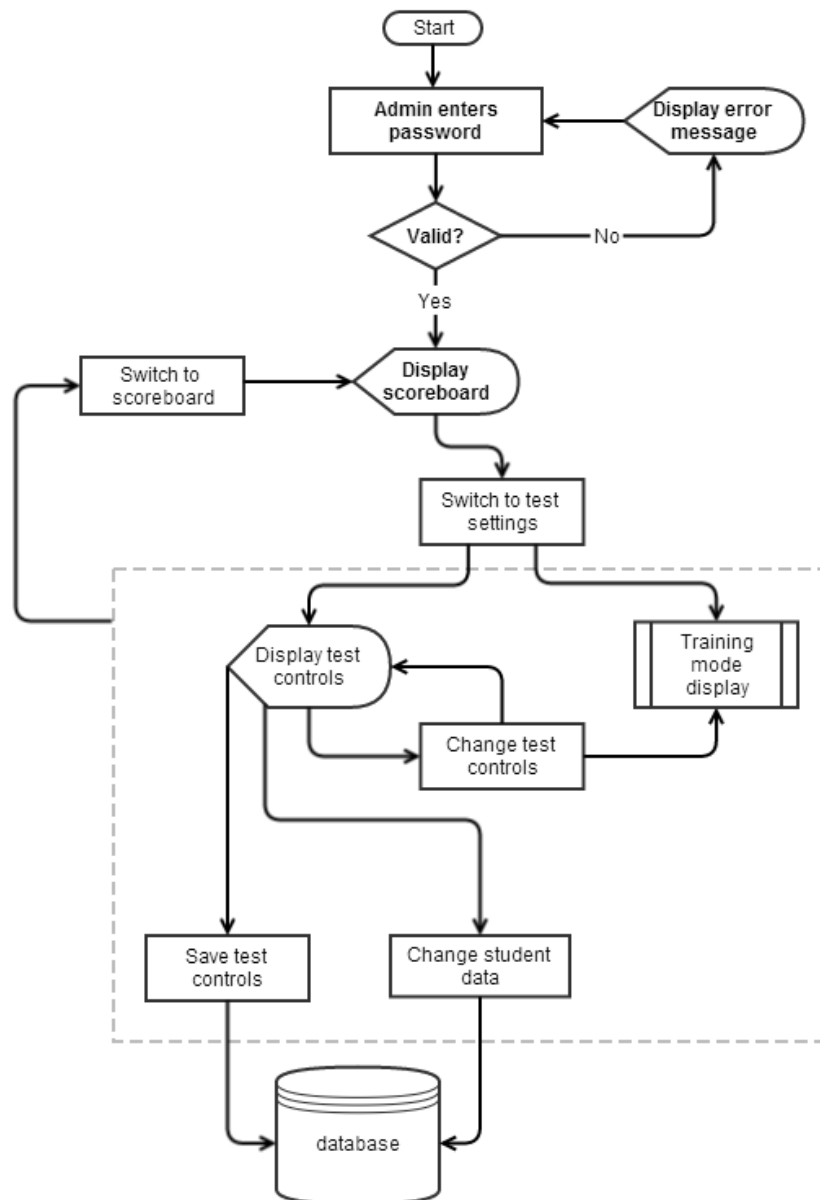 Start
Admin enters
password
Display error
message
Valid?
No
Yes
Switch to
scoreboard
Display
scoreboard
Switch to test
settings
Display test
controls
Training
mode
display
Change test
controls
Save test
controls
Change student
data
database